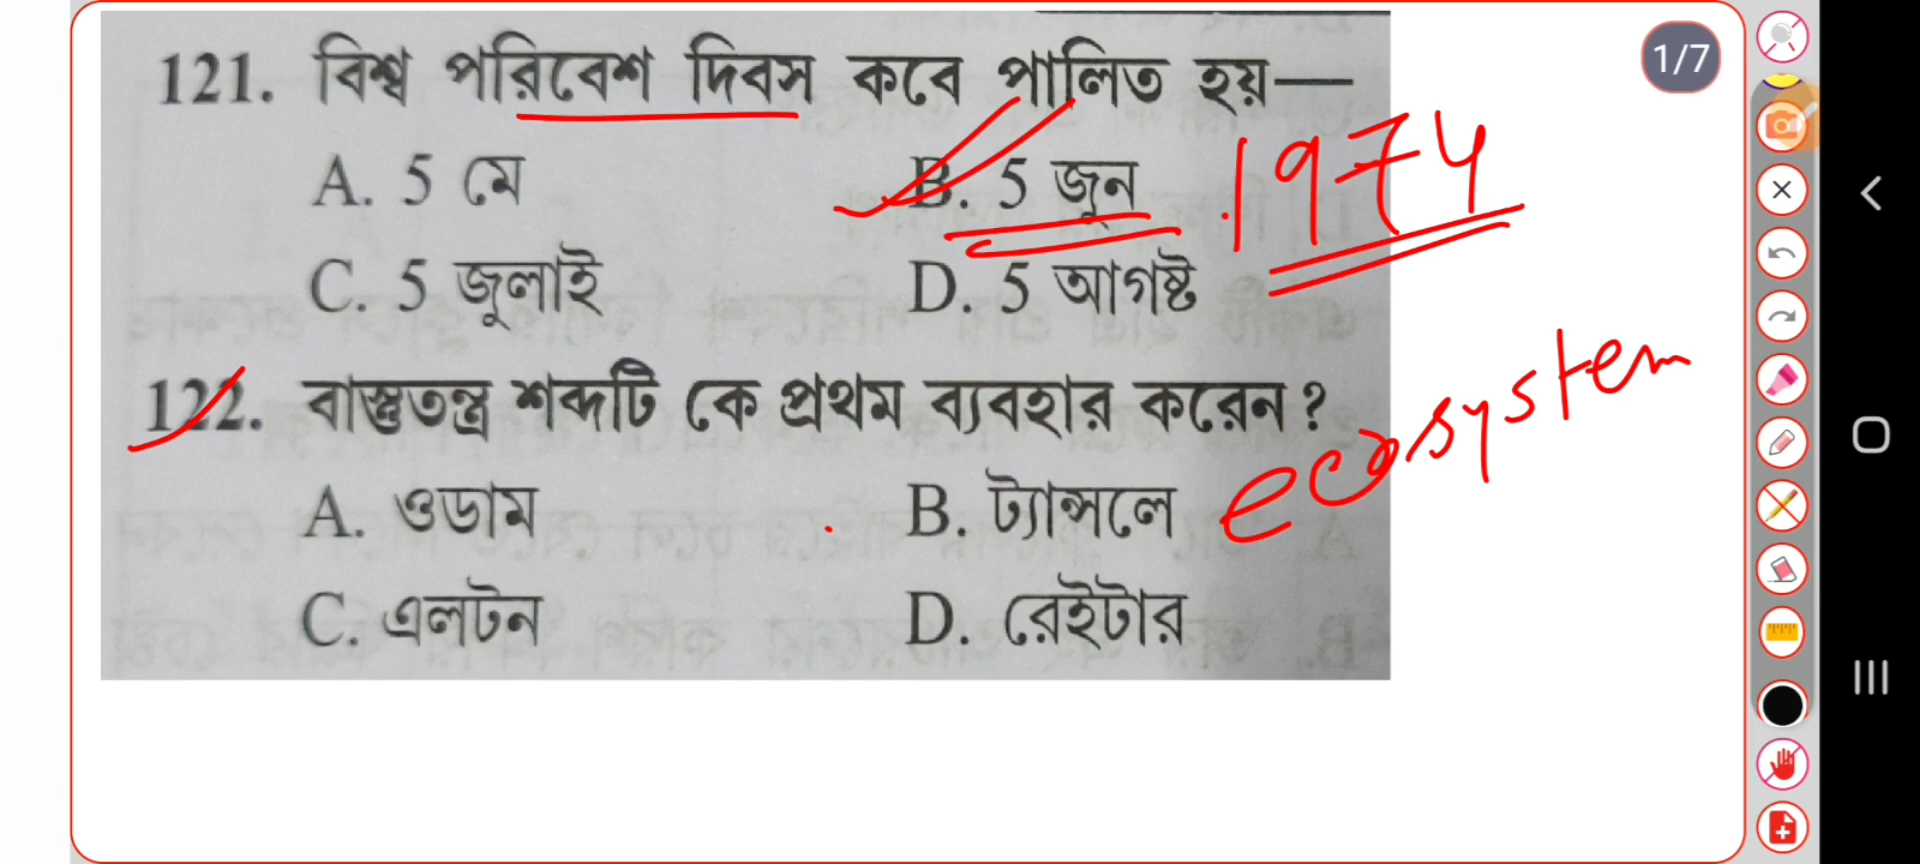 1/7
121. বিশ্ব পরিবেশ দিবস কবে পালিত হয়—
A. 5 মে B. 5 জুন 1974
C. 5 জুলাই D. 5 আগষ্ট
122. বাস্তুতন্ত্র শব্দটি কে প্রথম ব্যবহার করেন ? ecosystem
A. ওডাম B. ট্যান্সলে
C. এলটন D. রেইটার